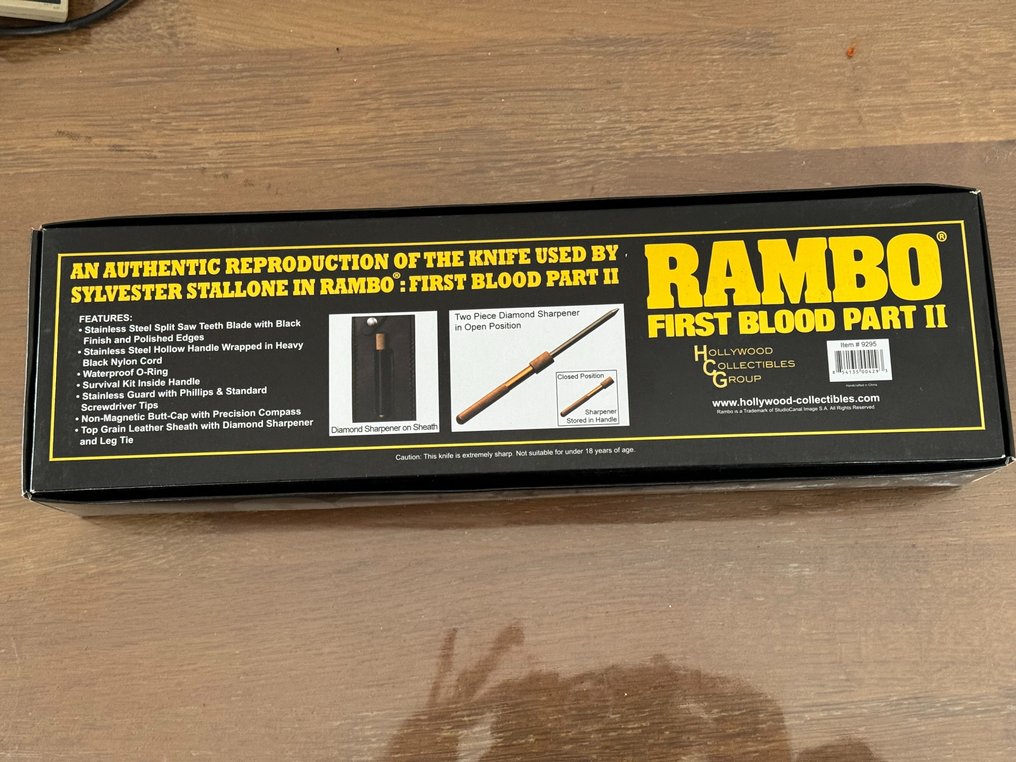 AN AUTHENTIC REPRODUCTION OF THE KNIFE USED BY
SYLVESTER STALLONE IN RAMBO®: FIRST BLOOD PART II
FEATURES:
• Stainless Steel Split Saw Teeth Blade with Black
Finish and Polished Edges
• Stainless Steel Hollow Handle Wrapped in Heavy
Black Nylon Cord
• Waterproof O-Ring
• Survival Kit Inside Handle
• Stainless Guard with Phillips & Standard
Screwdriver Tips
• Non-Magnetic Butt-Cap with Precision Compass
• Top Grain Leather Sheath with Diamond Sharpener
and Leg Tie
Diamond Sharpener on Sheath
Two Piece Diamond Sharpener
in Open Position
Closed Position
Sharpener
Stored in Handle
RAMBO®
FIRST BLOOD PART II
HOLLYWOOD
COLLECTIBLES
GROUP
Item # 9295
Handcrafted in China
www.hollywood-collectibles.com
Rambo is a Trademark of StudioCanal Image S.A. All Rights Reserved
Caution: This knife is extremely sharp. Not suitable for under 18 years of age.